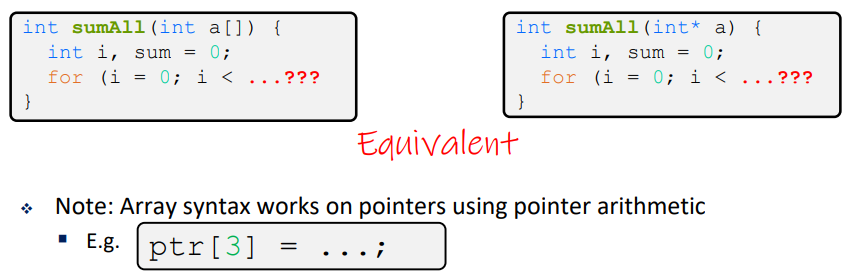 int sumAll(int a[]) {
int i, sum = 0;
for (i = 0; i < ...???
}
int sumAll(int* a) {
int i, sum = 0;
for (i = 0; i < ...???
}
Equivalent
❖ Note: Array syntax works on pointers using pointer arithmetic
▪ E.g. ptr[3] = ...;